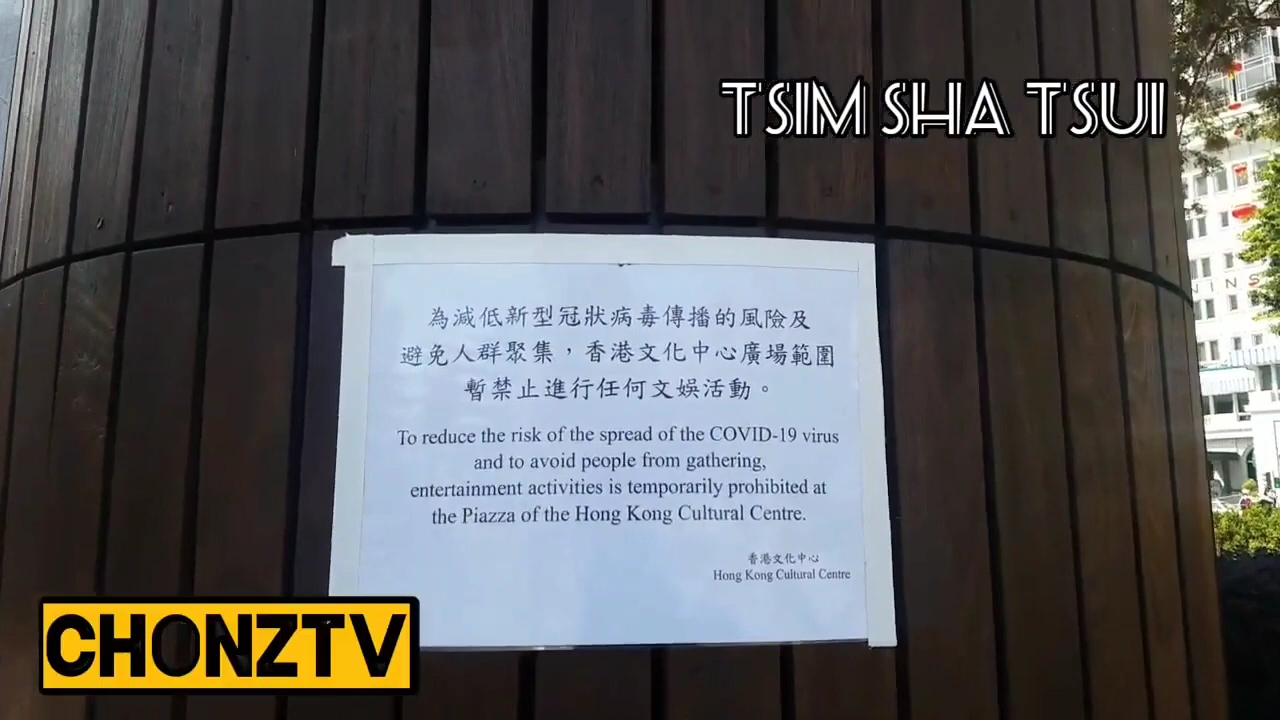 TSIM SHA TSUI
為減低新型冠狀病毒傳播的風險及
避免人群聚集，香港文化中心廣場範圍
暫禁止進行任何文娛活動。
To reduce the risk of the spread of the COVID-19 virus
and to avoid people from gathering,
entertainment activities is temporarily prohibited at
the Piazza of the Hong Kong Cultural Centre.
香港文化中心
Hong Kong Cultural Centre
CHONZTV